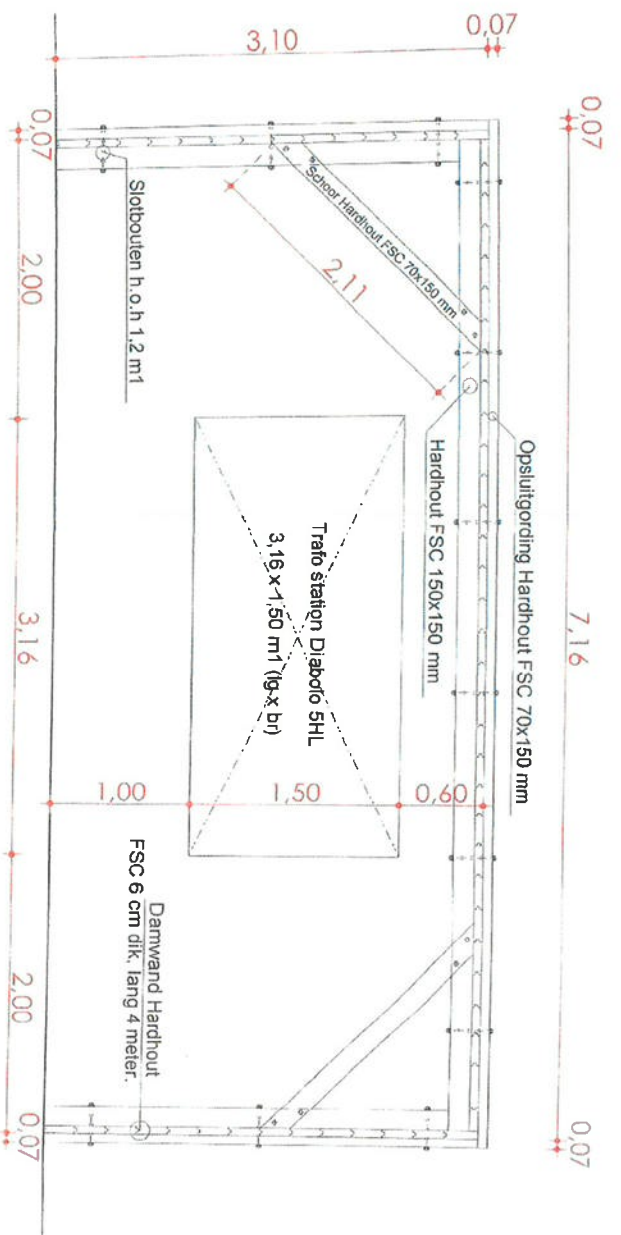 0,07
7,16
0,07
3,10
0,07
Opsluitgording Hardhout FSC 70x150 mm
Hardhout FSC 150x150 mm
Schoor Hardhout FSC 70x150 mm
2,11
Slotbouten h.o.h 1,2 m1
Trafo station Diabolo 5HL
3,16 x 1,50 m1 (lg x br)
0,60
1,50
1,00
Damwand Hardhout
FSC 6 cm dik, lang 4 meter.
0,07
2,00
3,16
2,00
0,07